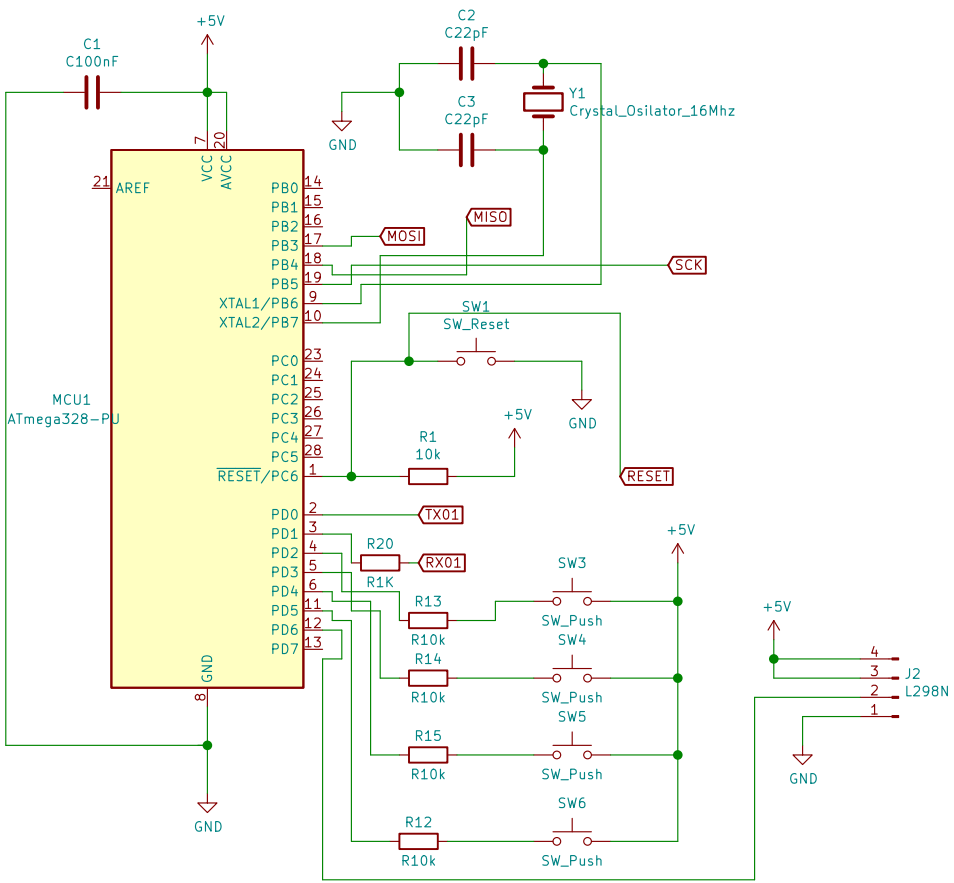 +5V
C1
C100nF
C2
C22pF
C3
C22pF
Y1
Crystal_Osilator_16Mhz
GND
7
20
VCC
AVCC
21
AREF
PB0
14
PB1
15
PB2
16
PB3
17
PB4
18
PB5
19
XTAL1/PB6
9
XTAL2/PB7
10
MOSI
MISO
SCK
SW1
SW_Reset
GND
PC0
23
PC1
24
PC2
25
PC3
26
PC4
27
PC5
28
RESET/PC6
1
MCU1
ATmega328-PU
+5V
R1
10k
RESET
PD0
2
PD1
3
PD2
4
PD3
5
PD4
6
PD5
11
PD6
12
PD7
13
TX01
R20
R1K
RX01
+5V
R13
R10k
SW3
SW_Push
R14
R10k
SW4
SW_Push
R15
R10k
SW5
SW_Push
R12
R10k
SW6
SW_Push
GND
8
GND
+5V
4
3
2
1
J2
L298N
GND